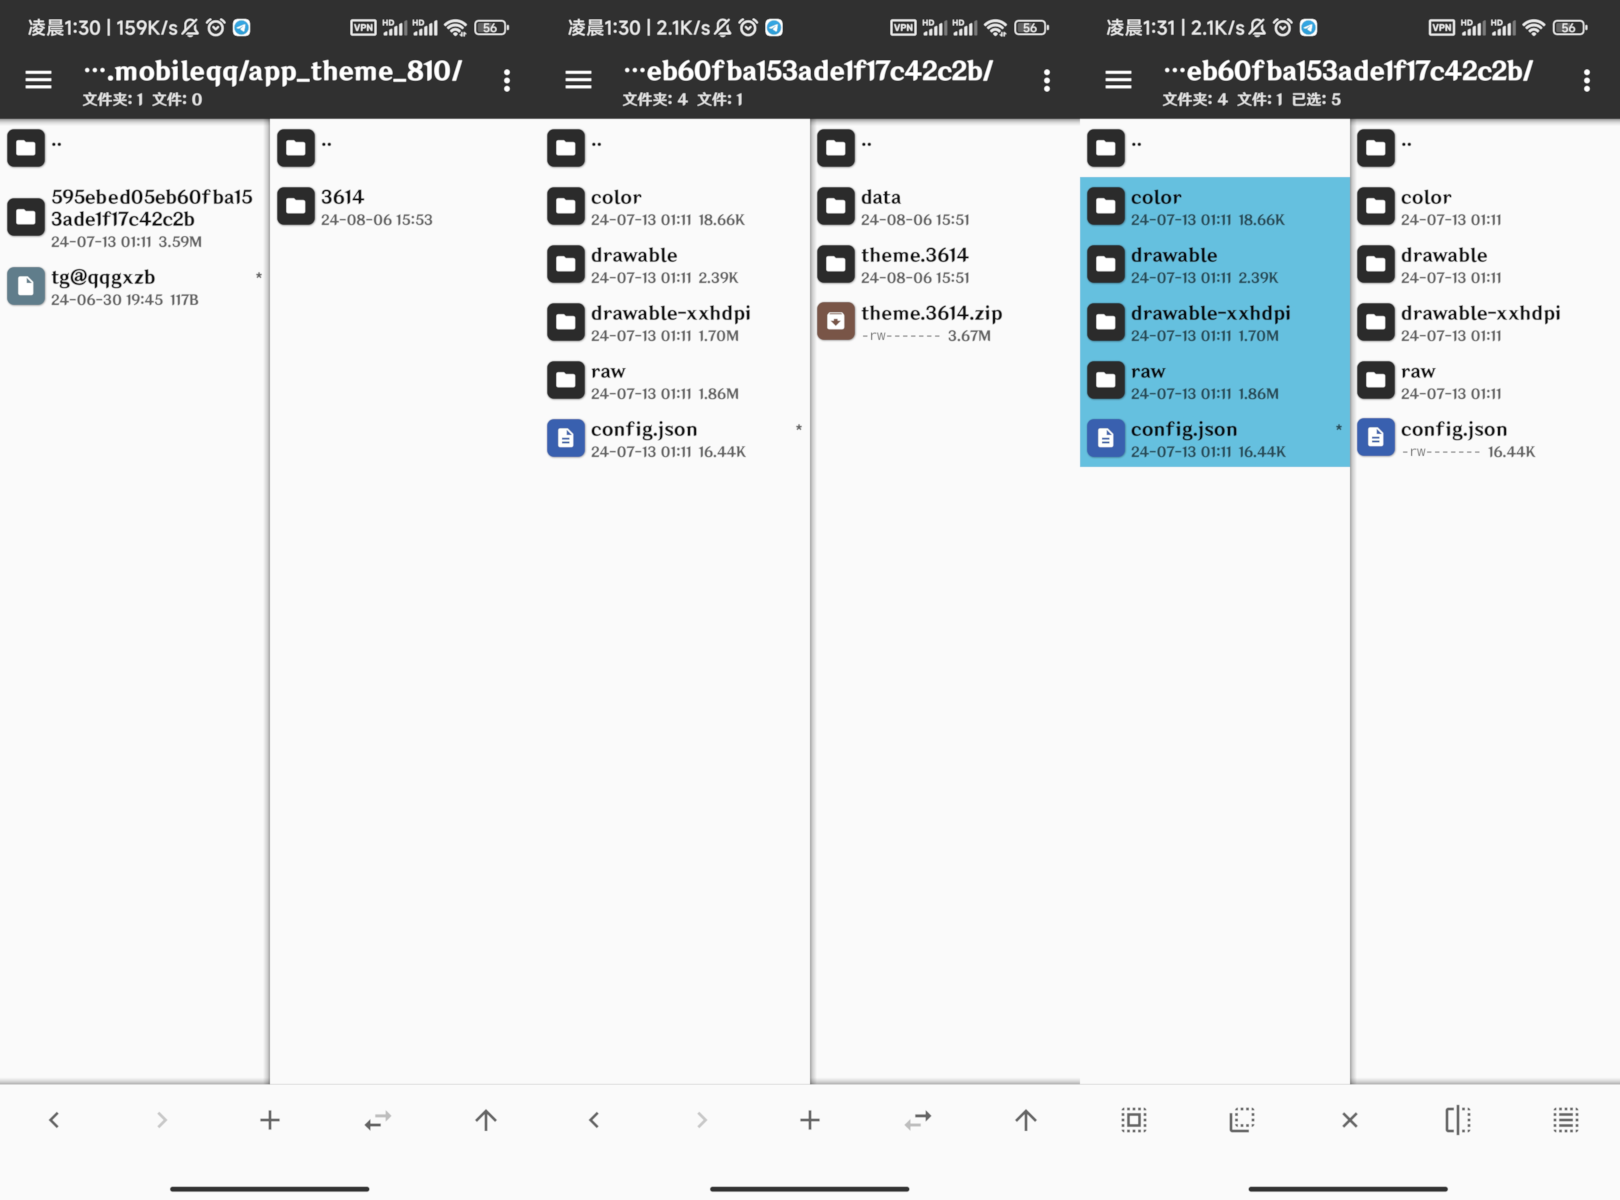 凌晨1:30 | 159K/s
VPN HD HD 56
···.mobileqq/app_theme_810/
文件夹: 1 文件: 0
..
595ebed05eb60fba15
3ade1f17c42c2b
24-07-13 01:11 3.59M
tg@qqgxzb
*
24-06-30 19:45 117B
..
3614
24-08-06 15:53
凌晨1:30 | 2.1K/s
VPN HD HD 56
···eb60fba153ade1f17c42c2b/
文件夹: 4 文件: 1
..
color
24-07-13 01:11 18.66K
drawable
24-07-13 01:11 2.39K
drawable-xxhdpi
24-07-13 01:11 1.70M
raw
24-07-13 01:11 1.86M
config.json
*
24-07-13 01:11 16.44K
..
data
24-08-06 15:51
theme.3614
24-08-06 15:51
theme.3614.zip
-rw------- 3.67M
凌晨1:31 | 2.1K/s
VPN HD HD 56
···eb60fba153ade1f17c42c2b/
文件夹: 4 文件: 1 已选: 5
..
color
24-07-13 01:11 18.66K
drawable
24-07-13 01:11 2.39K
drawable-xxhdpi
24-07-13 01:11 1.70M
raw
24-07-13 01:11 1.86M
config.json
*
24-07-13 01:11 16.44K
..
color
24-07-13 01:11
drawable
24-07-13 01:11
drawable-xxhdpi
24-07-13 01:11
raw
24-07-13 01:11
config.json
-rw------- 16.44K